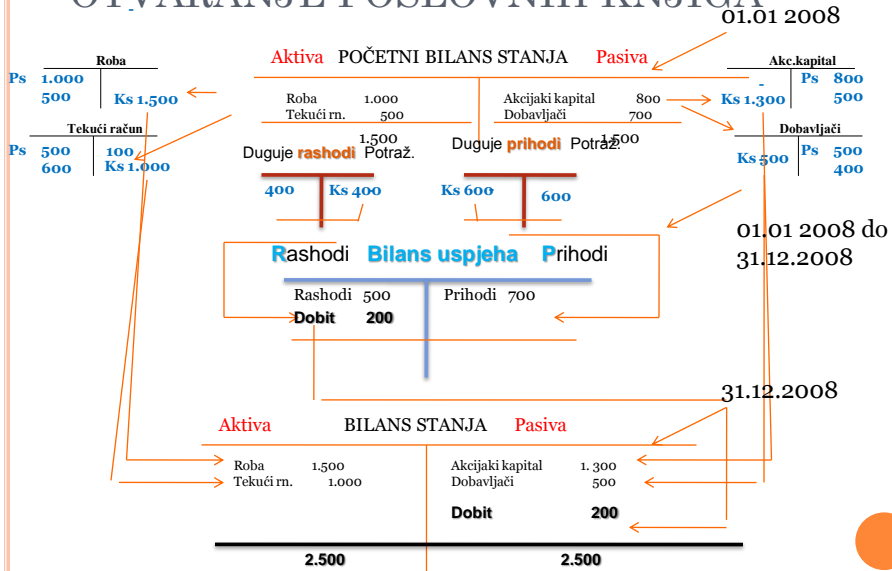 OTVARANJE POSLOVNIH KNJIGA
01.01 2008
Aktiva POČETNI BILANS STANJA Pasiva
Roba
Ps 1.000
500 Ks 1.500
Akc.kapital
Ps 800
Ks 1.300 500
Roba 1.000
Tekući rn. 500
1.500
Akcijaki kapital 800
Dobavljači 700
1.500
Tekući račun
Ps 500 100
600 Ks 1.000
Dobavljači
Ks 500 Ps 500
400
Duguje rashodi Potraž.
400 Ks 400
Duguje prihodi Potraž.
Ks 600 600
01.01 2008 do
31.12.2008
Rashodi Bilans uspjeha Prihodi
Rashodi 500 Prihodi 700
Dobit 200
31.12.2008
Aktiva BILANS STANJA Pasiva
Roba 1.500
Tekući rn. 1.000
Akcijaki kapital 1. 300
Dobavljači 500
Dobit 200
2.500 2.500